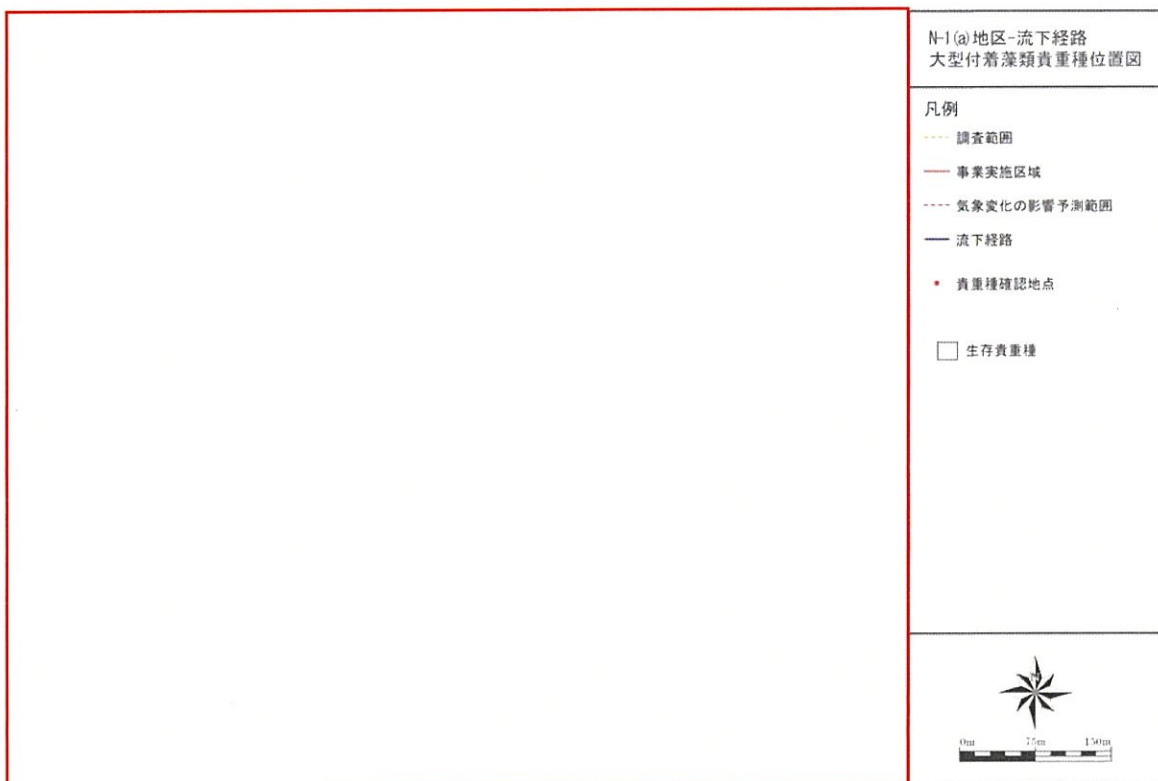 N-1(a)地区-流下経路
大型付着藻類貴重種位置図
凡例
調査範囲
事業実施区域
気象変化の影響予測範囲
流下経路
貴重種確認地点
生存貴重種
N
0m 75m 150m